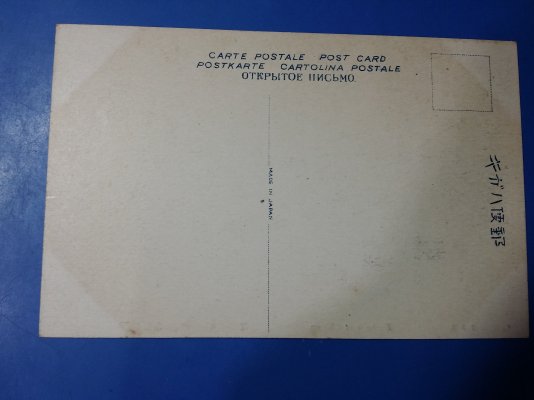 CARTE POSTALE POST CARD
POSTKARTE CARTOLINA POSTALE
ОТКРЫТОЕ ПИСЬМО.
MADE IN JAPAN
郵便ハガキ